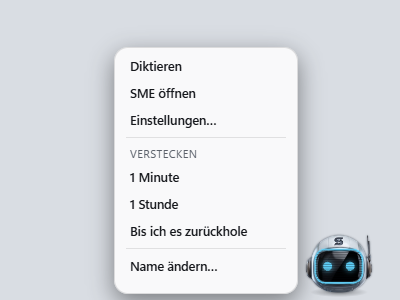 Diktieren
SME öffnen
Einstellungen...
VERSTECKEN
1 Minute
1 Stunde
Bis ich es zurückhole
Name ändern...
S